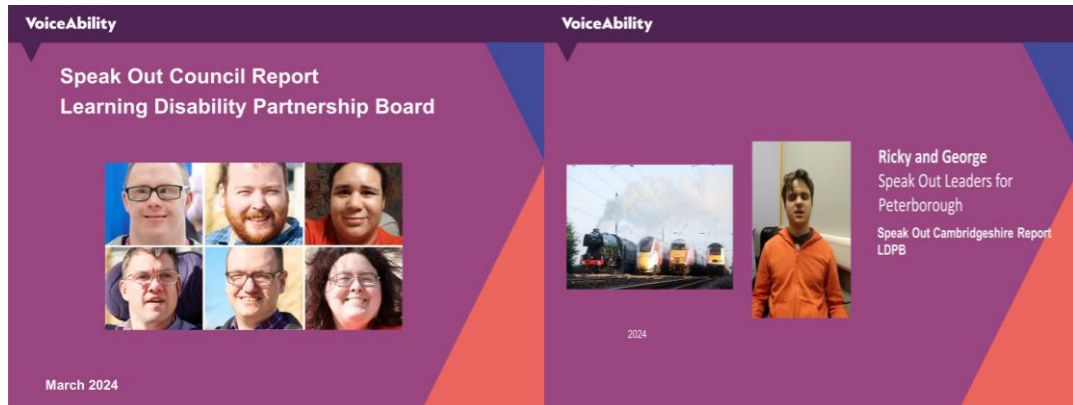 VoiceAbility
Speak Out Council Report
Learning Disability Partnership Board
March 2024
VoiceAbility
Ricky and George
Speak Out Leaders for
Peterborough
Speak Out Cambridgeshire Report
LDPB
2024